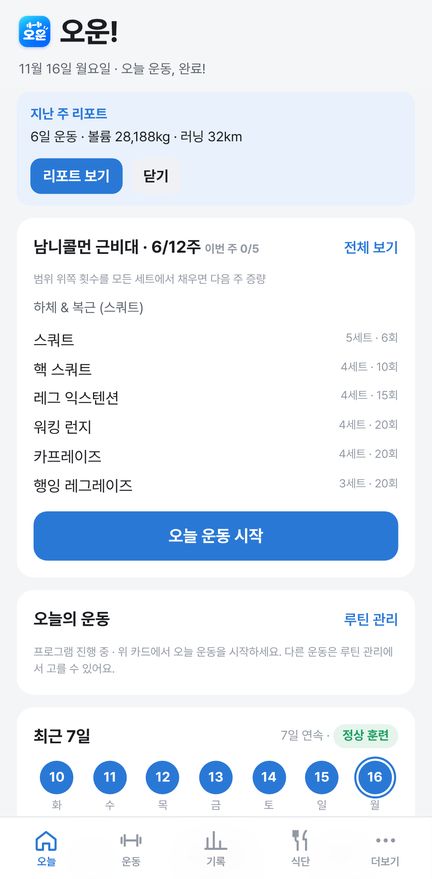 오운
오운!
11월 16일 월요일 · 오늘 운동, 완료!
지난 주 리포트
6일 운동 · 볼륨 28,188kg · 러닝 32km
리포트 보기 닫기
남니콜먼 근비대 · 6/12주 이번 주 0/5 전체 보기
범위 위쪽 횟수를 모든 세트에서 채우면 다음 주 증량
하체 & 복근 (스쿼트)
스쿼트 5세트 · 6회
핵 스쿼트 4세트 · 10회
레그 익스텐션 4세트 · 15회
워킹 런지 4세트 · 20회
카프레이즈 4세트 · 20회
행잉 레그레이즈 3세트 · 20회
오늘 운동 시작
오늘의 운동 루틴 관리
프로그램 진행 중 · 위 카드에서 오늘 운동을 시작하세요. 다른 운동은 루틴 관리에
서 고를 수 있어요.
최근 7일 7일 연속 · 정상 훈련
10 11 12 13 14 15 16
화 수 목 금 토 일 월
오늘 운동 기록 식단 더보기